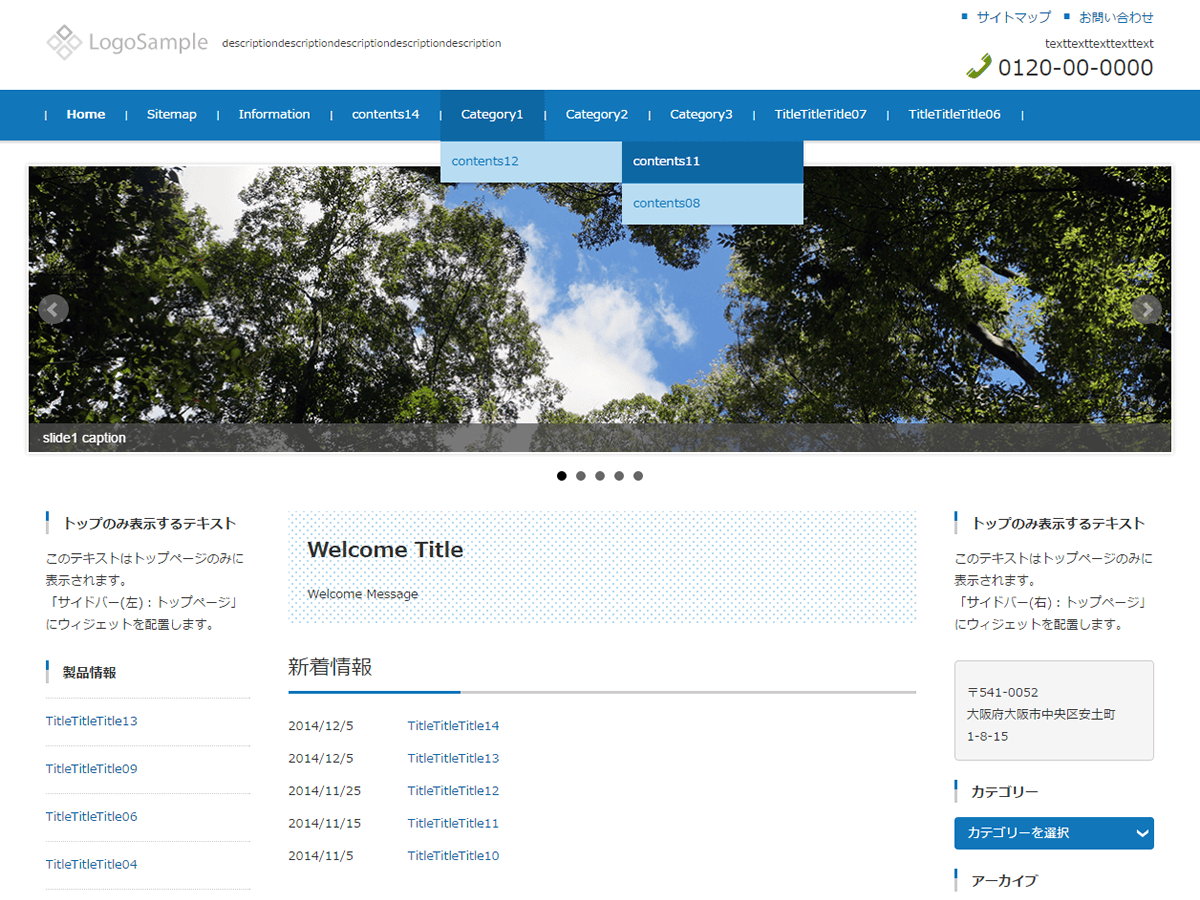 サイトマップ お問い合わせ
LogoSample descriptiondescriptiondescriptiondescriptiondescription
texttexttexttexttext
0120-00-0000
| Home | Sitemap | Information | contents14 | Category1 | Category2 | Category3 | TitleTitleTitle07 | TitleTitleTitle06 |
contents12
contents11
contents08
slide1 caption
トップのみ表示するテキスト
このテキストはトップページのみに
表示されます。
「サイドバー(左)：トップページ」
にウィジェットを配置します。
製品情報
TitleTitleTitle13
TitleTitleTitle09
TitleTitleTitle06
TitleTitleTitle04
Welcome Title
Welcome Message
新着情報
2014/12/5 TitleTitleTitle14
2014/12/5 TitleTitleTitle13
2014/11/25 TitleTitleTitle12
2014/11/15 TitleTitleTitle11
2014/11/5 TitleTitleTitle10
トップのみ表示するテキスト
このテキストはトップページのみに
表示されます。
「サイドバー(右)：トップページ」
にウィジェットを配置します。
〒541-0052
大阪府大阪市中央区安土町
1-8-15
カテゴリー
カテゴリーを選択
アーカイブ